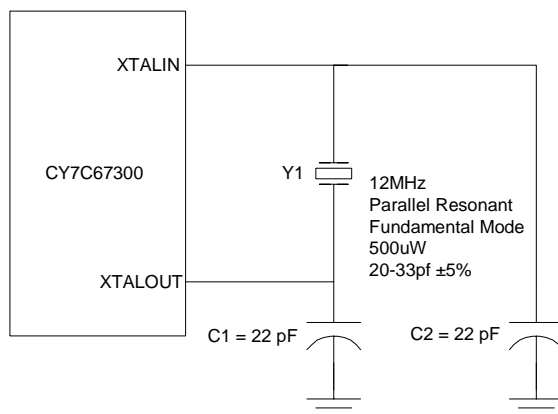 XTALIN
CY7C67300
Y1
12MHz
Parallel Resonant
Fundamental Mode
500uW
20-33pf ±5%
XTALOUT
C1 = 22 pF
C2 = 22 pF